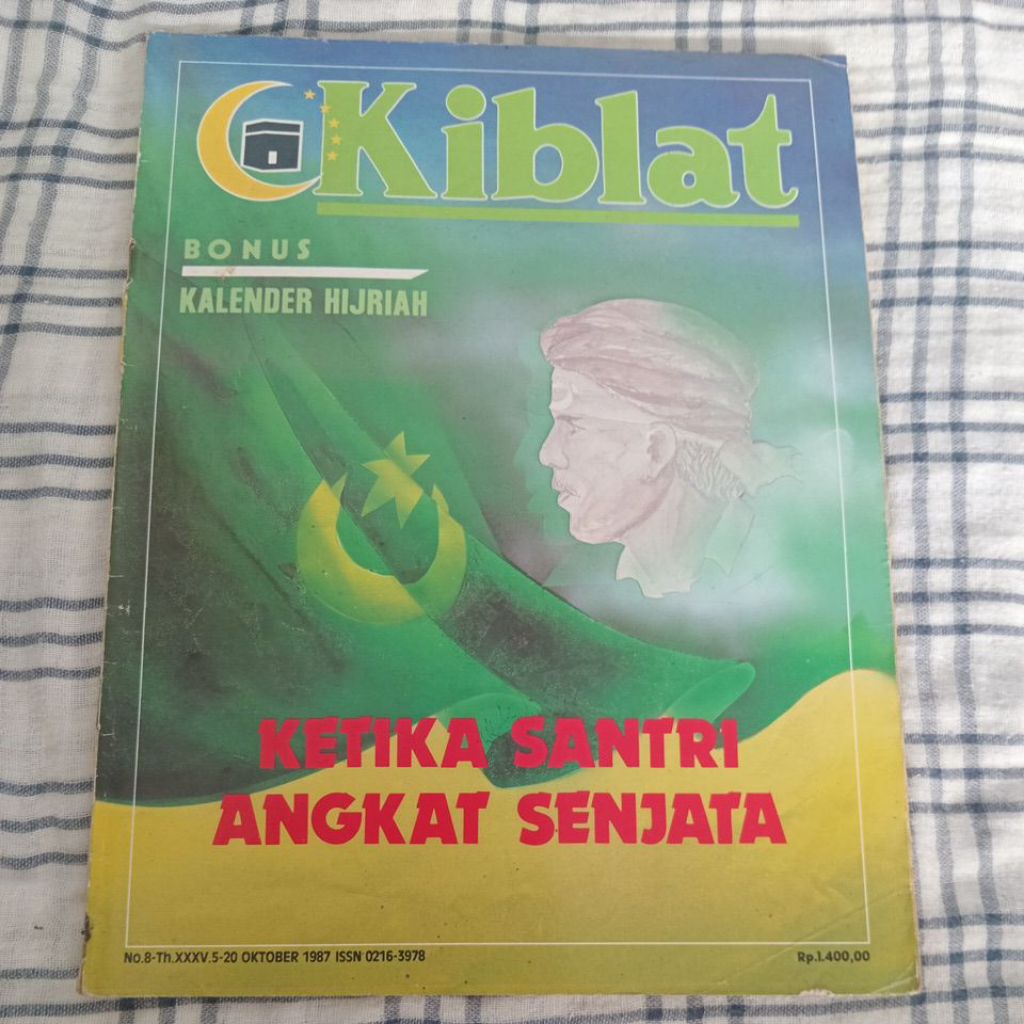 Kiblat
BONUS
KALENDER HIJRIAH
KETIKA SANTRI
ANGKAT SENJATA
No.8-Th.XXXV.5-20 OKTOBER 1987 ISSN 0216-3978
Rp.1.400,00